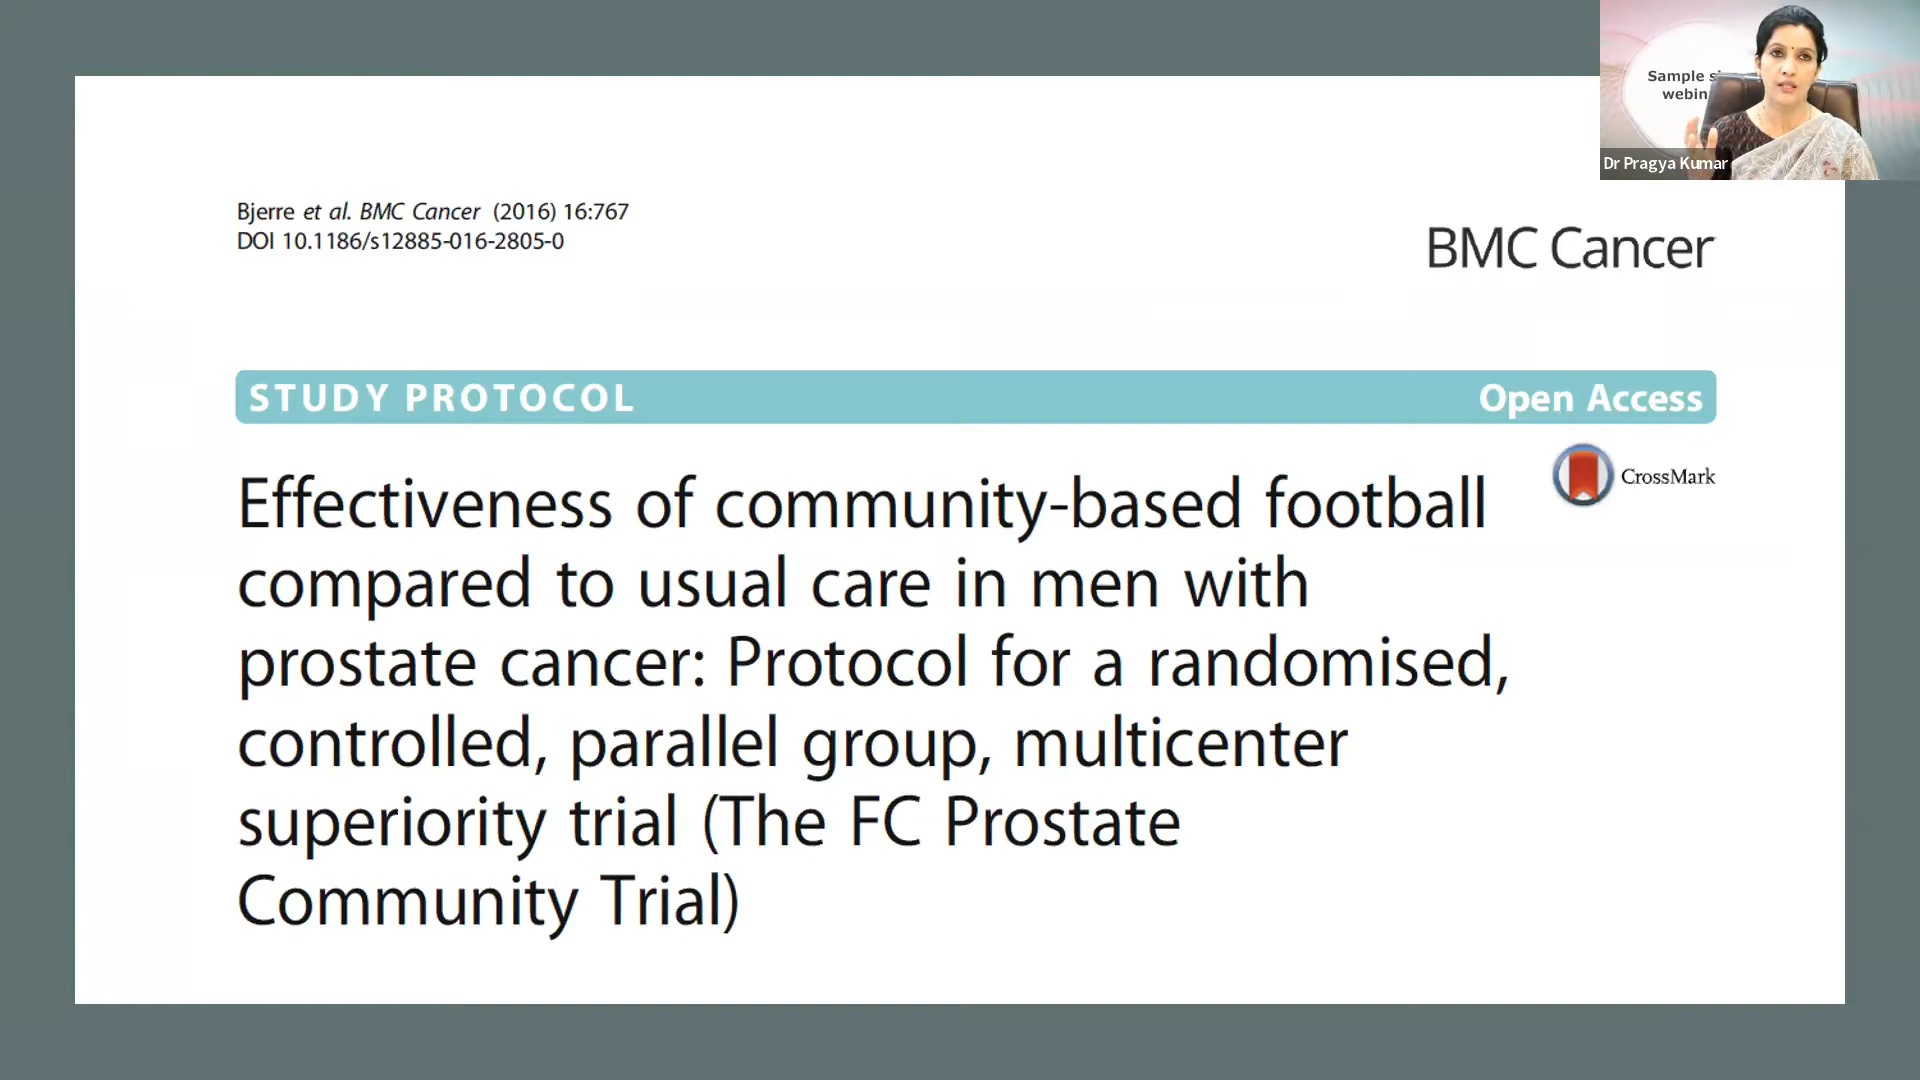 Sample
webin
Dr Pragya Kumar
Bjerre et al. BMC Cancer (2016) 16:767
DOI 10.1186/s12885-016-2805-0
BMC Cancer
STUDY PROTOCOL
Open Access
CrossMark
Effectiveness of community-based football
compared to usual care in men with
prostate cancer: Protocol for a randomised,
controlled, parallel group, multicenter
superiority trial (The FC Prostate
Community Trial)